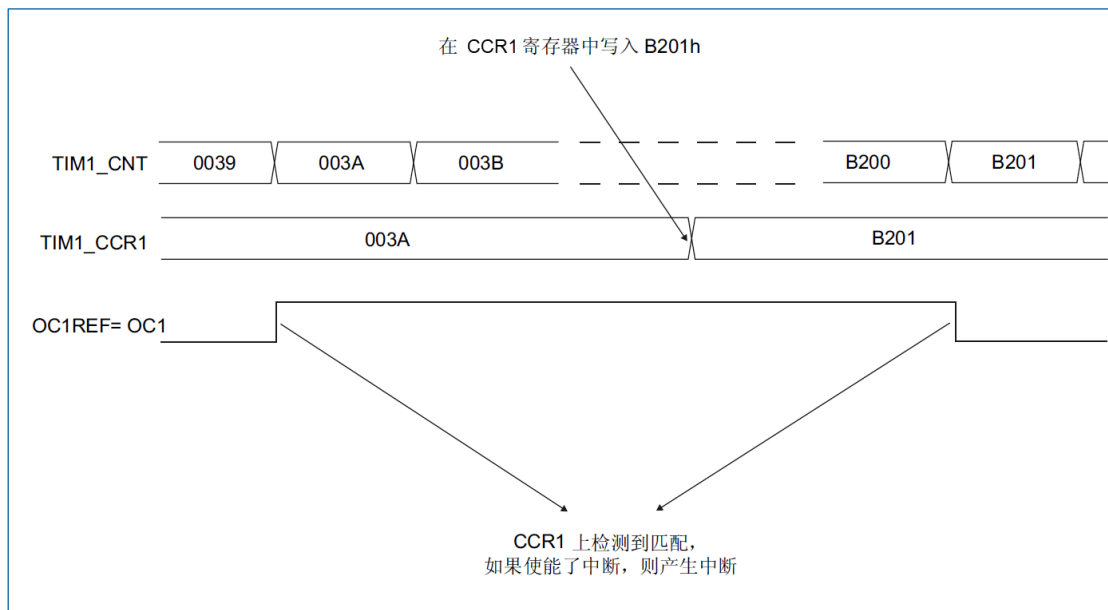 在 CCR1 寄存器中写入 B201h
TIM1_CNT 0039 003A 003B B200 B201
TIM1_CCR1 003A B201
OC1REF= OC1
CCR1 上检测到匹配，
如果使能了中断，则产生中断